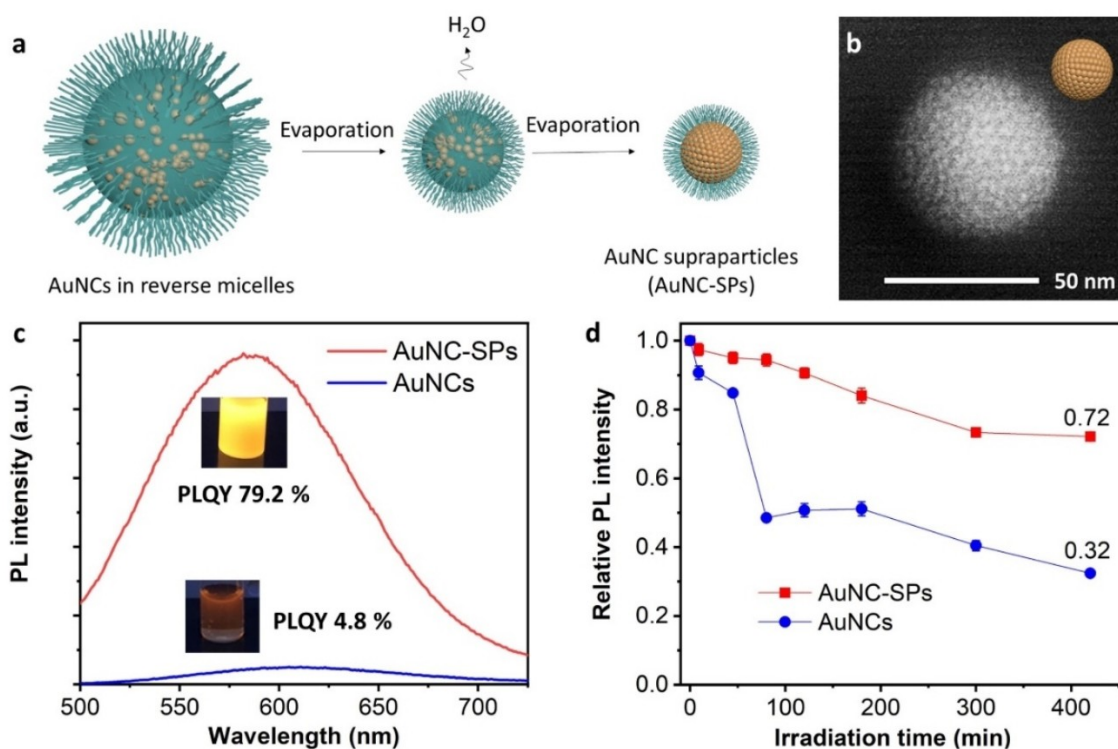 a
H₂O
Evaporation
Evaporation
AuNCs in reverse micelles
AuNC supraparticles
(AuNC-SPs)
b
50 nm
c
AuNC-SPs
AuNCs
PLQY 79.2 %
PLQY 4.8 %
PL intensity (a.u.)
500
550
600
650
700
Wavelength (nm)
d
1.0
0.8
0.6
0.4
0.2
0.0
Relative PL intensity
0.72
0.32
AuNC-SPs
AuNCs
0
100
200
300
400
Irradiation time (min)